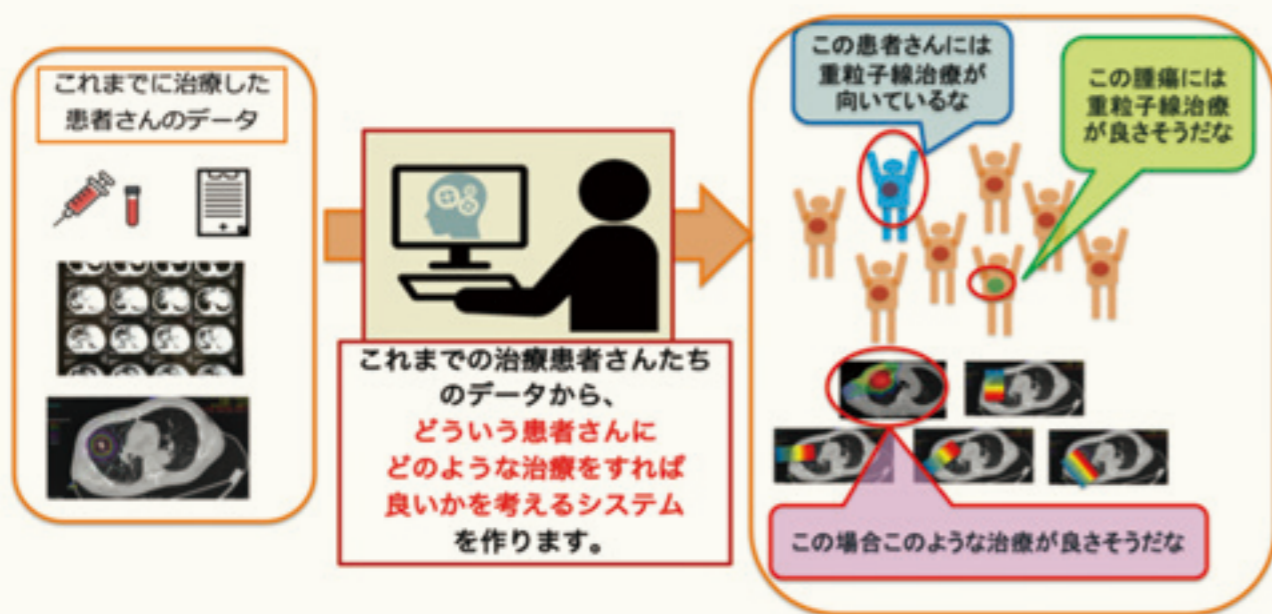 これまでに治療した
患者さんのデータ
これまでの治療患者さんたち
のデータから、
どういう患者さんに
どのような治療をすれば
良いかを考えるシステム
を作ります。
この患者さんには
重粒子線治療が
向いているな
この腫瘍には
重粒子線治療
が良さそうだな
この場合このような治療が良さそうだな